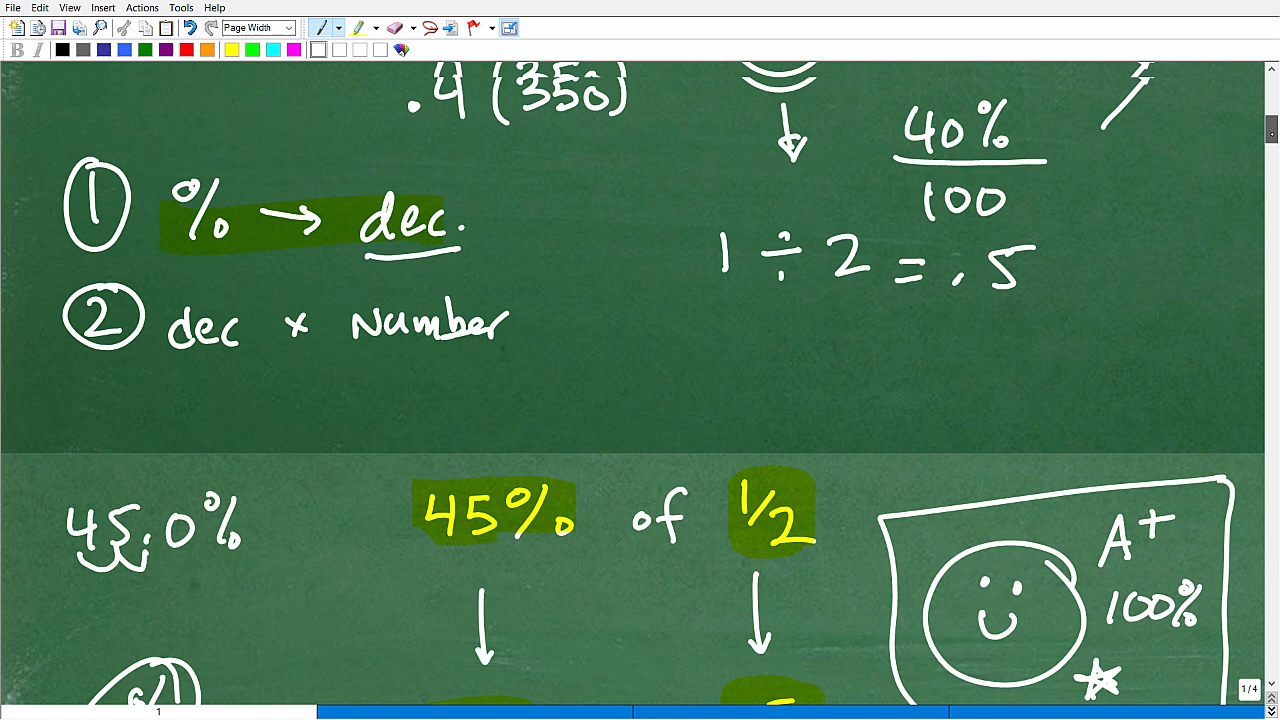 File Edit View Insert Actions Tools Help
Page Width
B I
.4 (350)
40%
100
1 % → dec.
1 ÷ 2 = .5
2 dec × Number
45.0%
45% of 1/2
A+
100%
1/4
1